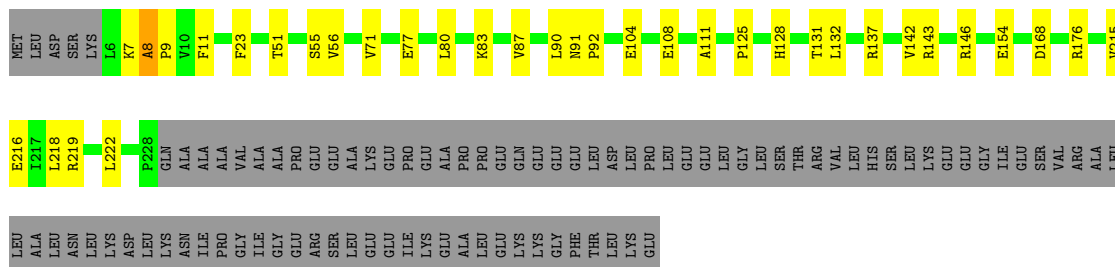 MET LEU ASP SER LYS L6 K7 A8 P9 V10 F11 F23 T51 S55 V56 V71 E77 L80 K83 V87 L90 N91 P92 E104 E108 A111 P125 H128 T131 L132 R137 V142 R143 R146 E154 D168 R176 V215
E216 I217 L218 R219 L222 P228 GLN ALA ALA ALA VAL ALA ALA PRO GLU GLU ALA LYS GLU PRO GLU ALA PRO PRO GLU GLN GLU GLU GLU LEU ASP LEU PRO LEU GLU GLU LEU GLY LEU SER THR ARG VAL LEU HIS SER LEU LYS GLU GLU GLY ILE GLU SER VAL ARG ALA LEU
LEU ALA LEU ASN LEU LYS ASP LEU LYS ASN ILE PRO GLY ILE GLY GLU ARG SER LEU GLU GLU ILE LYS GLU ALA LEU GLU LYS LYS GLY PHE THR LEU LYS GLU